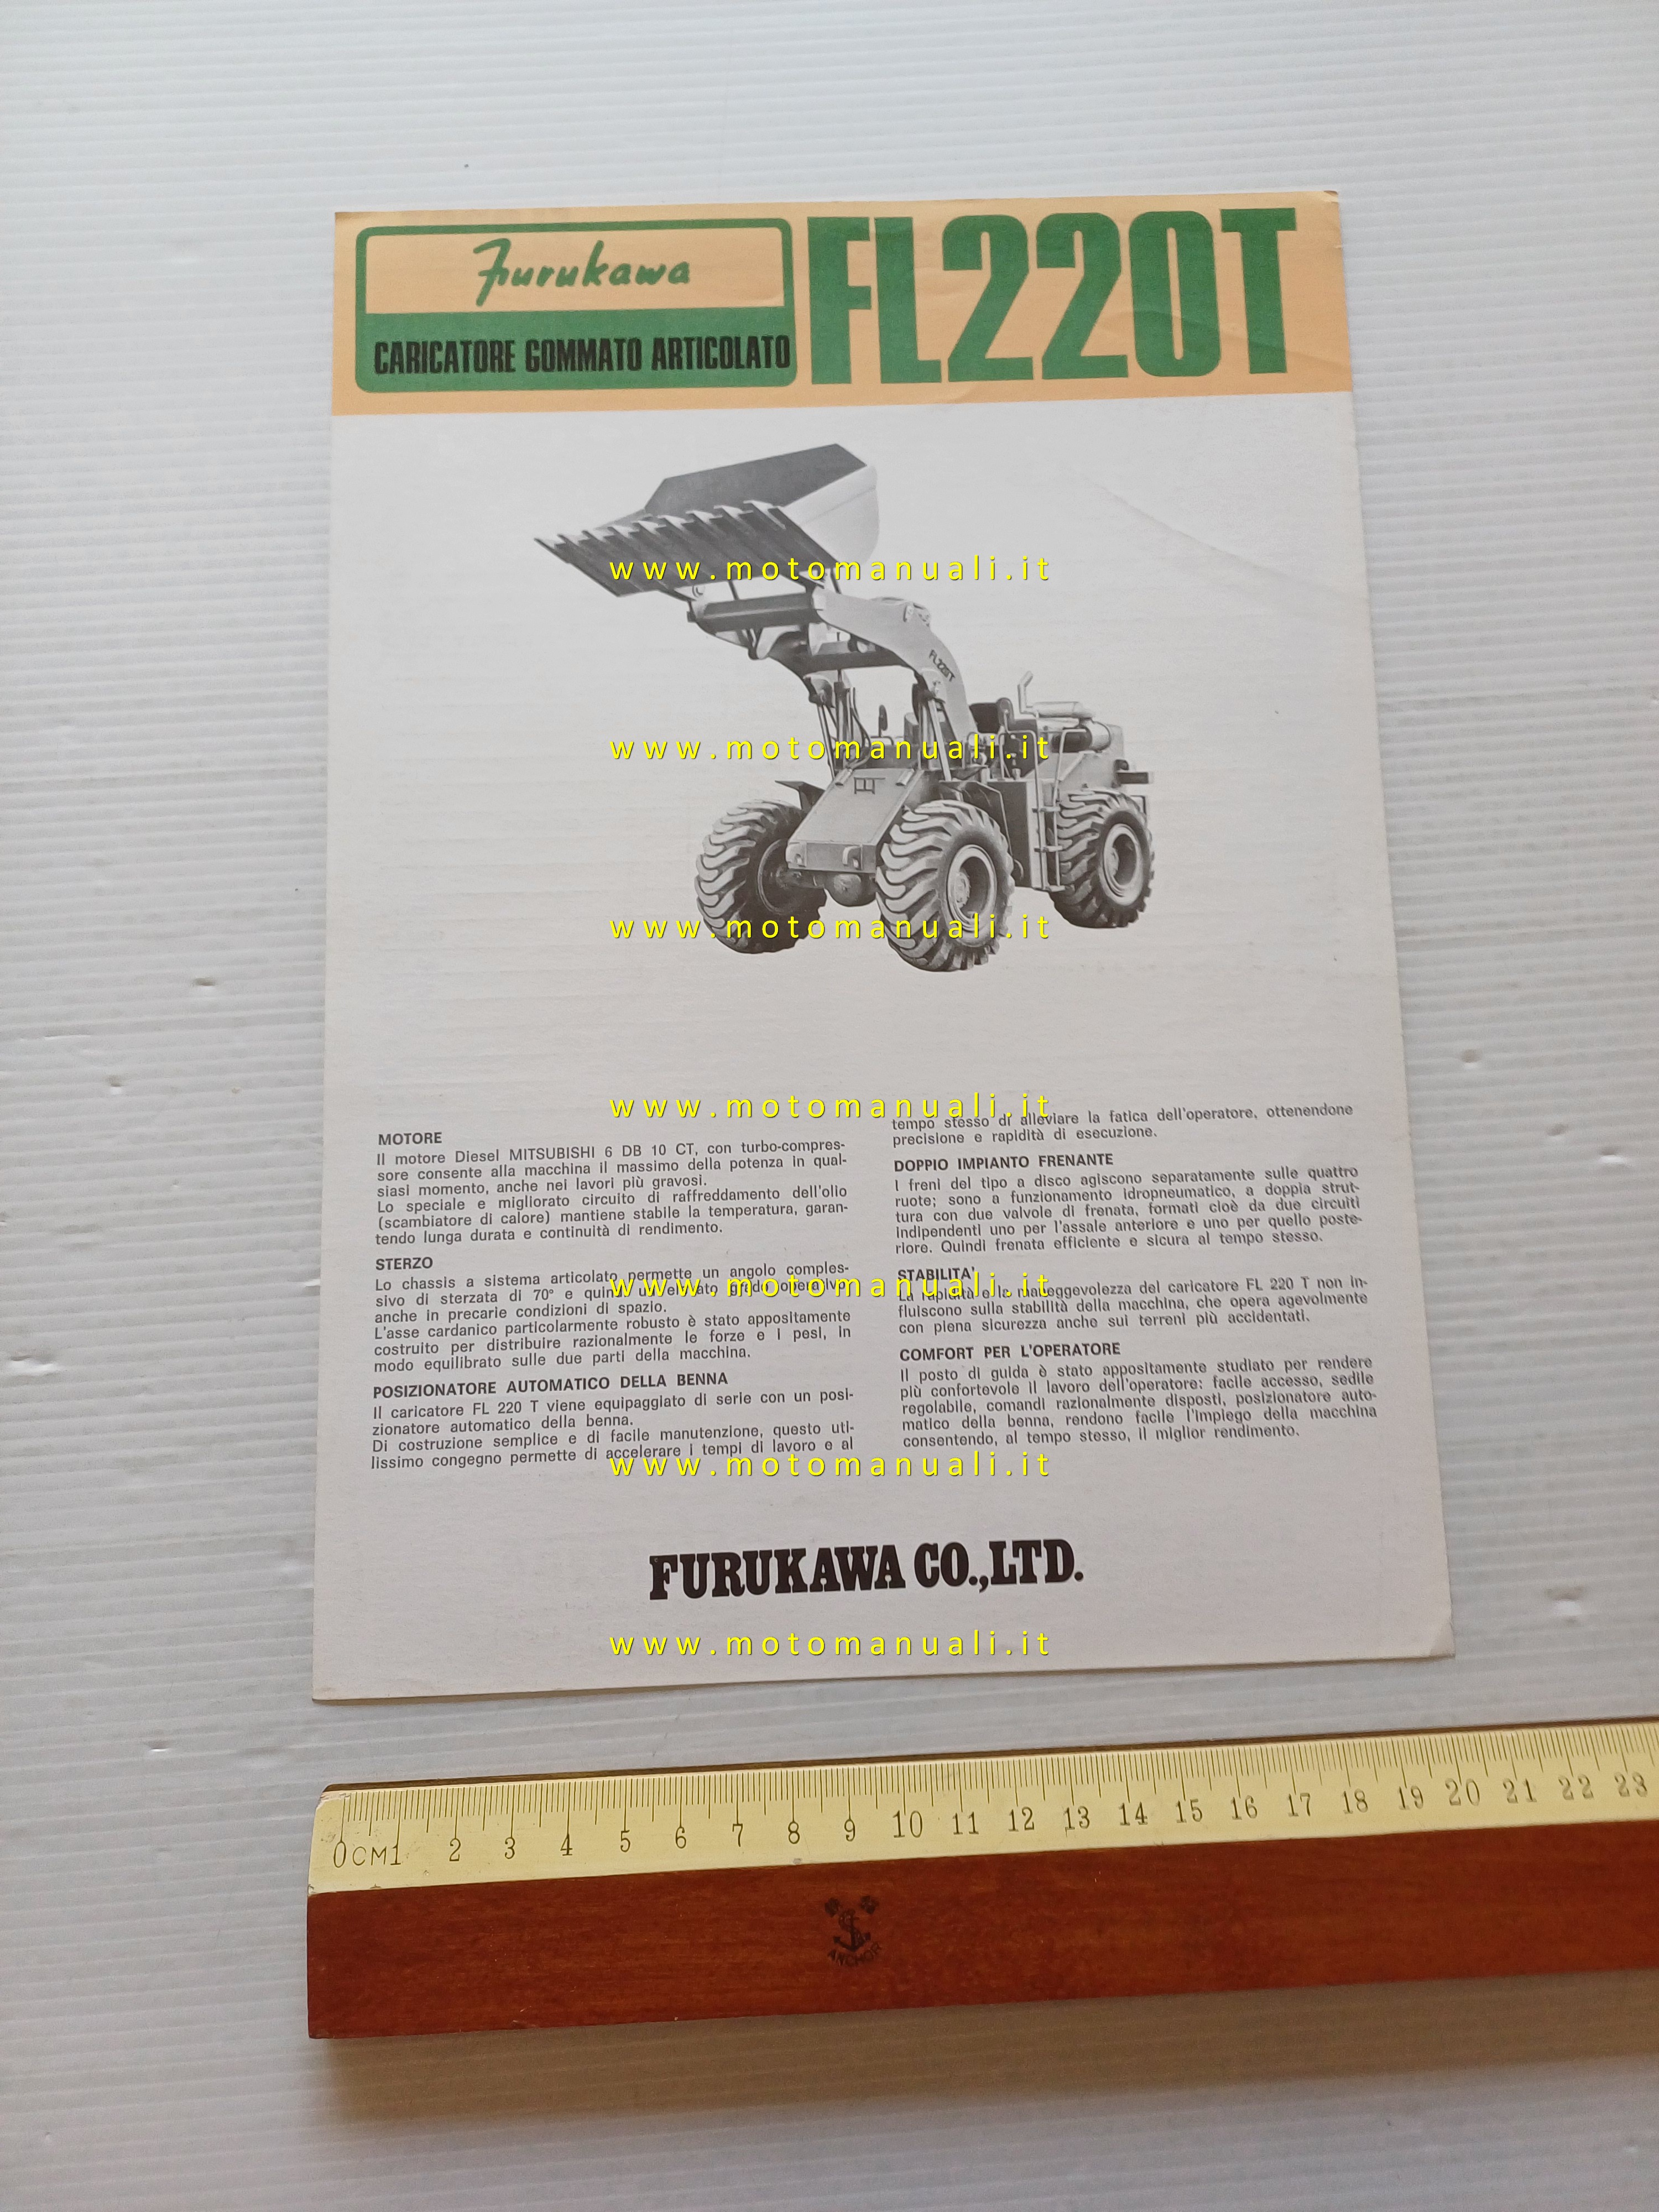 Furukawa
CARICATORE GOMMATO ARTICOLATO
FL220T
www.motomanuali.it
FL220T
www.motomanuali.it
www.motomanuali.it
www.motomanuali.it
MOTORE
Il motore Diesel MITSUBISHI 6 DB 10 CT, con turbo-compres-
sore consente alla macchina il massimo della potenza in qual-
siasi momento, anche nei lavori più gravosi.
Lo speciale e migliorato circuito di raffreddamento dell'olio
(scambiatore di calore) mantiene stabile la temperatura, garan-
tendo lunga durata e continuità di rendimento.
STERZO
Lo chassis a sistema articolato permette un angolo comples-
sivo di sterzata di 70° e quindi un elevato grado operativo
anche in precarie condizioni di spazio.
L'asse cardanico particolarmente robusto è stato appositamente
costruito per distribuire razionalmente le forze e i pesi, in
modo equilibrato sulle due parti della macchina.
POSIZIONATORE AUTOMATICO DELLA BENNA
Il caricatore FL 220 T viene equipaggiato di serie con un posi-
zionatore automatico della benna.
Di costruzione semplice e di facile manutenzione, questo uti-
lissimo congegno permette di accelerare i tempi di lavoro e al
tempo stesso di alleviare la fatica dell'operatore, ottenendone
precisione e rapidità di esecuzione.
DOPPIO IMPIANTO FRENANTE
I freni del tipo a disco agiscono separatamente sulle quattro
ruote; sono a funzionamento idropneumatico, a doppia strut-
tura con due valvole di frenata, formati cioè da due circuiti
indipendenti uno per l'assale anteriore e uno per quello poste-
riore. Quindi frenata efficiente e sicura al tempo stesso.
STABILITA'
La rapidità e la maneggevolezza del caricatore FL 220 T non in-
fluiscono sulla stabilità della macchina, che opera agevolmente
con piena sicurezza anche sui terreni più accidentati.
COMFORT PER L'OPERATORE
Il posto di guida è stato appositamente studiato per rendere
più confortevole il lavoro dell'operatore: facile accesso, sedile
regolabile, comandi razionalmente disposti, posizionatore auto-
matico della benna, rendono facile l'impiego della macchina
consentendo, al tempo stesso, il miglior rendimento.
www.motomanuali.it
www.motomanuali.it
FURUKAWA CO.,LTD.
www.motomanuali.it
0CM1 2 3 4 5 6 7 8 9 10 11 12 13 14 15 16 17 18 19 20 21 22 23
ANCHOR